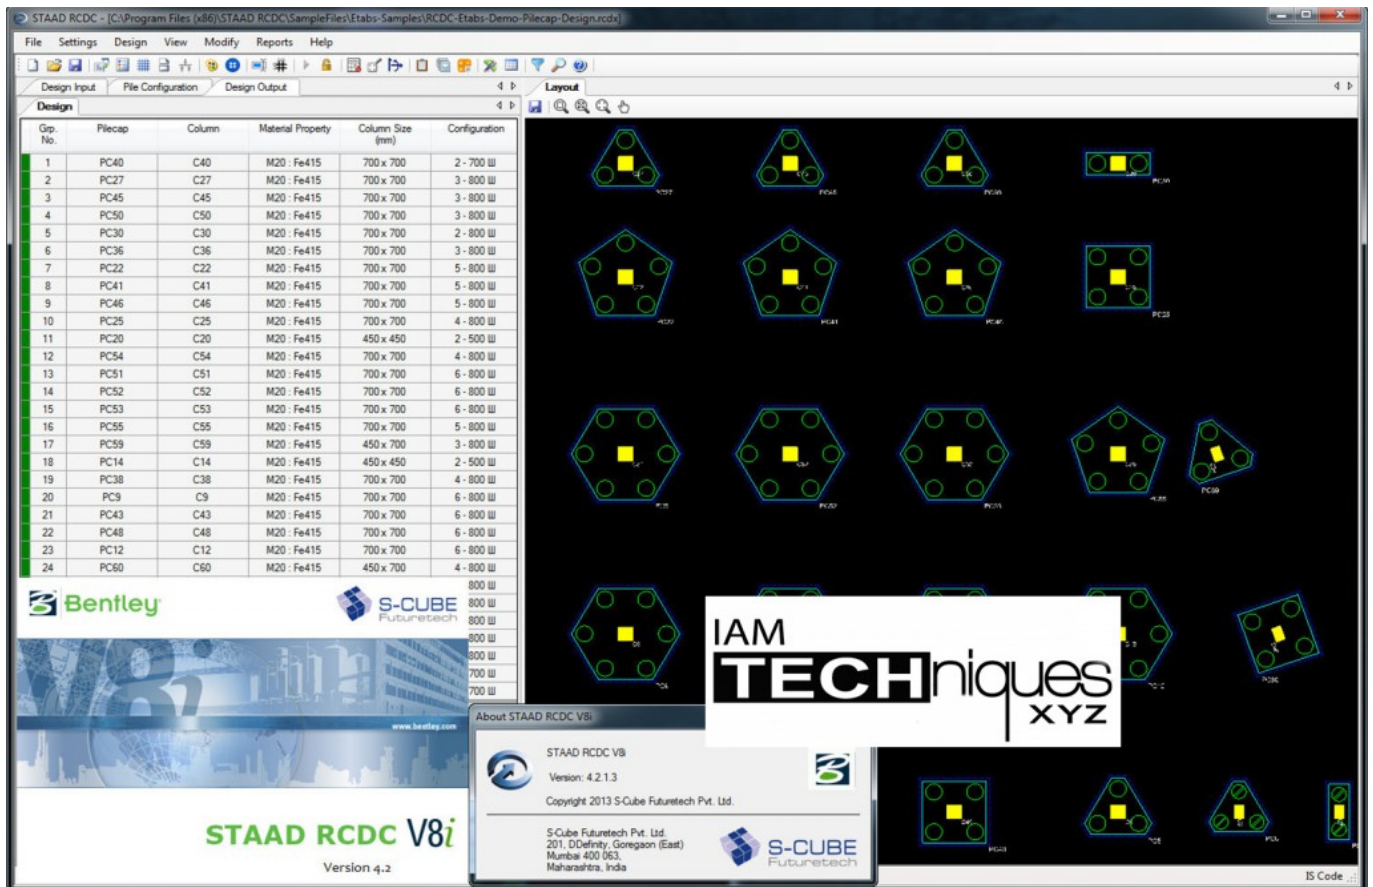 STAAD RCDC - [C:\Program Files (x86)\STAAD RCDC\SampleFiles\Etabs-Samples\RCDC-Etabs-Demo-Pilecap-Design.rcdx]
File Settings Design View Modify Reports Help
Design Input Pile Configuration Design Output
Layout
Design
Grp. No. Pilecap Column Material Property Column Size (mm) Configuration
1 PC40 C40 M20 : Fe415 700 x 700 2 - 700 Ш
2 PC27 C27 M20 : Fe415 700 x 700 3 - 800 Ш
3 PC45 C45 M20 : Fe415 700 x 700 3 - 800 Ш
4 PC50 C50 M20 : Fe415 700 x 700 3 - 800 Ш
5 PC30 C30 M20 : Fe415 700 x 700 2 - 800 Ш
6 PC36 C36 M20 : Fe415 700 x 700 3 - 800 Ш
7 PC22 C22 M20 : Fe415 700 x 700 5 - 800 Ш
8 PC41 C41 M20 : Fe415 700 x 700 5 - 800 Ш
9 PC46 C46 M20 : Fe415 700 x 700 5 - 800 Ш
10 PC25 C25 M20 : Fe415 700 x 700 4 - 800 Ш
11 PC20 C20 M20 : Fe415 450 x 450 2 - 500 Ш
12 PC54 C54 M20 : Fe415 700 x 700 4 - 800 Ш
13 PC51 C51 M20 : Fe415 700 x 700 6 - 800 Ш
14 PC52 C52 M20 : Fe415 700 x 700 6 - 800 Ш
15 PC53 C53 M20 : Fe415 700 x 700 6 - 800 Ш
16 PC55 C55 M20 : Fe415 700 x 700 5 - 800 Ш
17 PC59 C59 M20 : Fe415 450 x 700 3 - 800 Ш
18 PC14 C14 M20 : Fe415 450 x 450 2 - 500 Ш
19 PC38 C38 M20 : Fe415 700 x 700 4 - 800 Ш
20 PC9 C9 M20 : Fe415 700 x 700 6 - 800 Ш
21 PC43 C43 M20 : Fe415 700 x 700 6 - 800 Ш
22 PC48 C48 M20 : Fe415 700 x 700 6 - 800 Ш
23 PC12 C12 M20 : Fe415 700 x 700 6 - 800 Ш
24 PC60 C60 M20 : Fe415 450 x 700 4 - 800 Ш
800 Ш
800 Ш
800 Ш
800 Ш
800 Ш
700 Ш
700 Ш
Bentley
S-CUBE
Futuretech
V8i
www.bentley.com
STAAD RCDC V8i
Version 4.2
About STAAD RCDC V8i
STAAD RCDC V8i
Version: 4.2.1.3
Copyright 2013 S-Cube Futuretech Pvt. Ltd.
S-Cube Futuretech Pvt. Ltd.
201, DDefinity, Goregaon (East)
Mumbai 400 063,
Maharashtra, India
S-CUBE
Futuretech
IAM
TECHniques
XYZ
IS Code